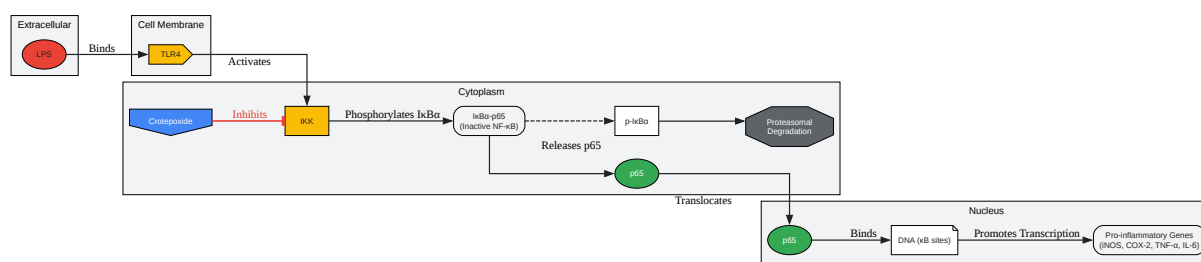 Extracellular
Cell Membrane
LPS
Binds
TLR4
Activates
Cytoplasm
Crotepoxide
Inhibits
IKK
Phosphorylates IκBα
IκBα-p65
(Inactive NF-κB)
p-IκBα
Proteasomal
Degradation
Releases p65
p65
Translocates
Nucleus
p65
Binds
DNA (κB sites)
Promotes Transcription
Pro-inflammatory Genes
(iNOS, COX-2, TNF-α, IL-6)